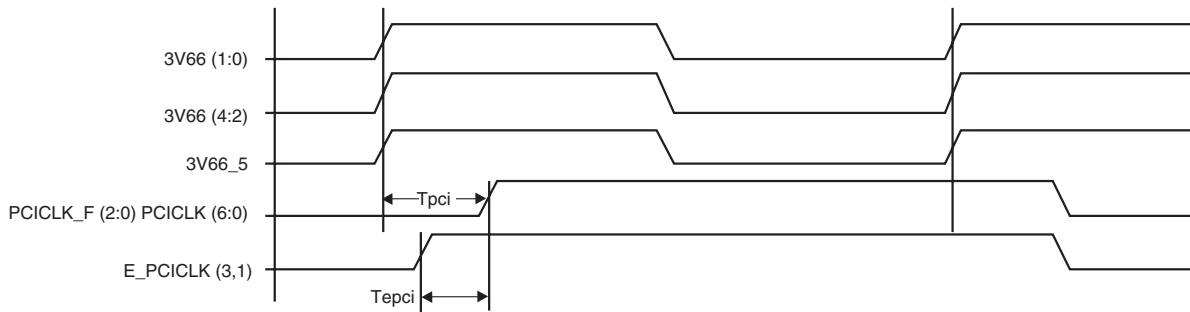 3V66 (1:0)
3V66 (4:2)
3V66_5
Tpci
PCICLK_F (2:0) PCICLK (6:0)
E_PCICLK (3,1)
Tepci